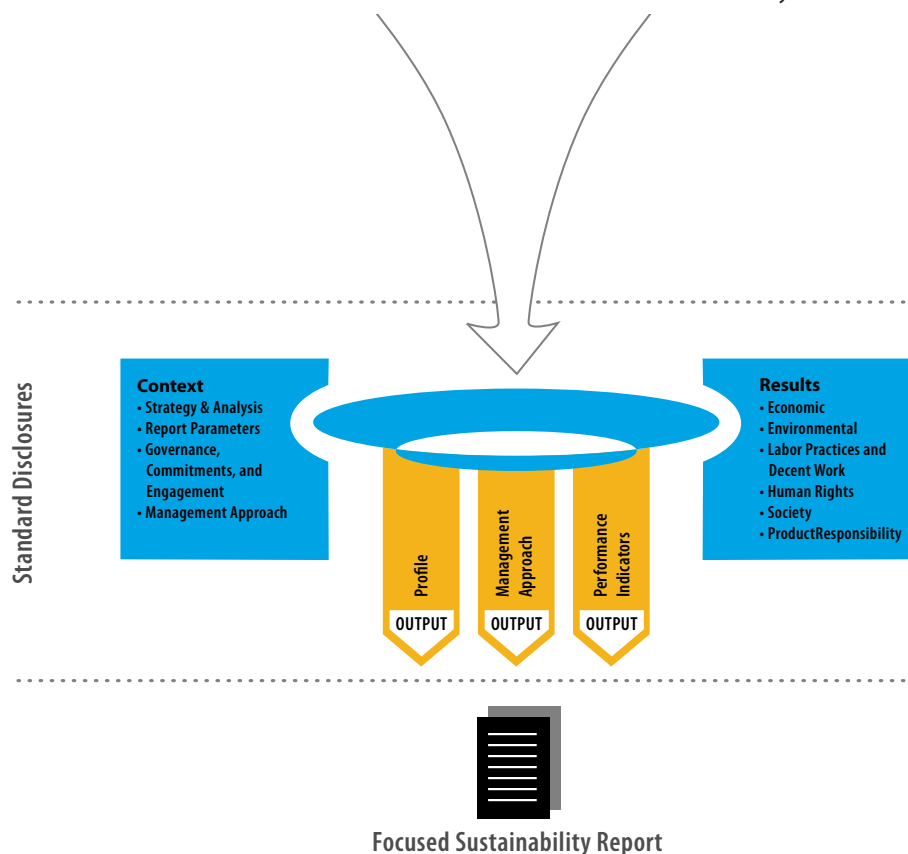 Standard Disclosures
Context
• Strategy & Analysis
• Report Parameters
• Governance,
Commitments, and
Engagement
• Management Approach
Results
• Economic
• Environmental
• Labor Practices and
Decent Work
• Human Rights
• Society
• ProductResponsibility
Profile
Management
Approach
Performance
Indicators
OUTPUT
OUTPUT
OUTPUT
Focused Sustainability Report